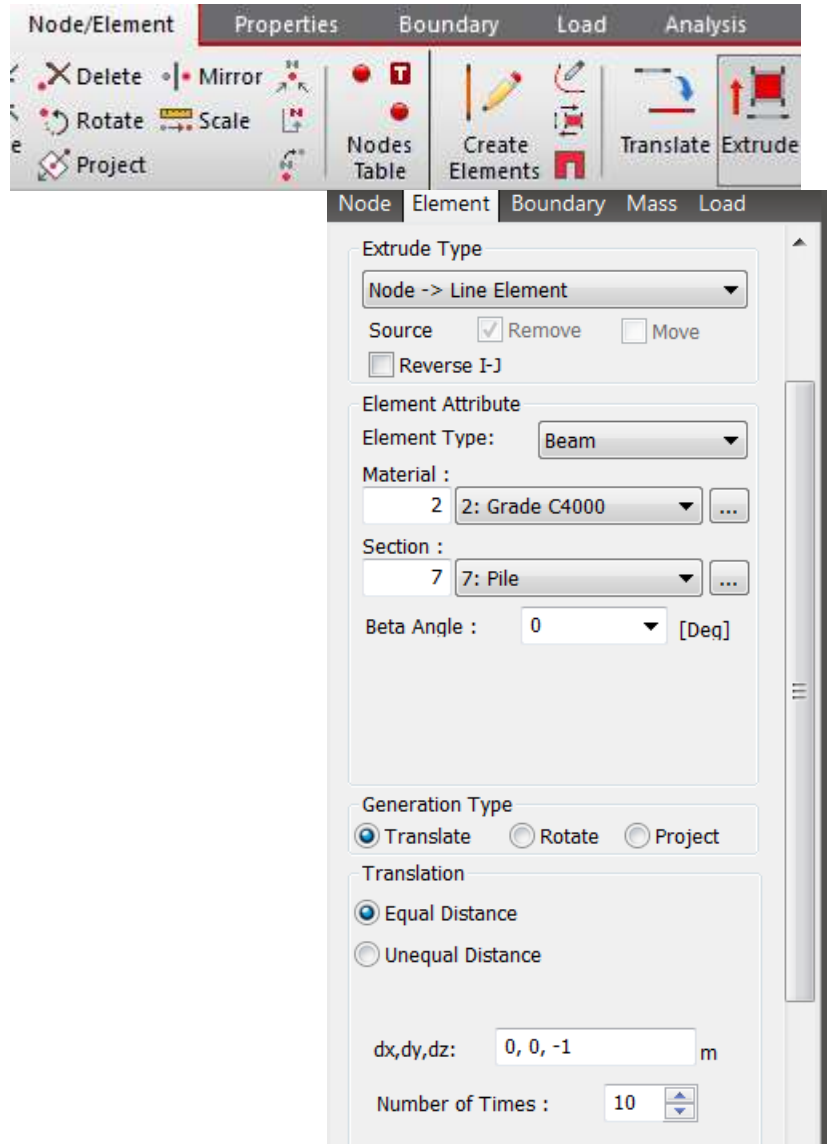 Node/Element Properties Boundary Load Analysis
Delete Mirror
Rotate Scale
e Project
Nodes Table
Create Elements
Translate Extrude
Node Element Boundary Mass Load
Extrude Type
Node -> Line Element
Source Remove Move
Reverse I-J
Element Attribute
Element Type: Beam
Material :
2 2: Grade C4000 ...
Section :
7 7: Pile ...
Beta Angle : 0 [Deg]
Generation Type
Translate Rotate Project
Translation
Equal Distance
Unequal Distance
dx,dy,dz: 0, 0, -1 m
Number of Times : 10